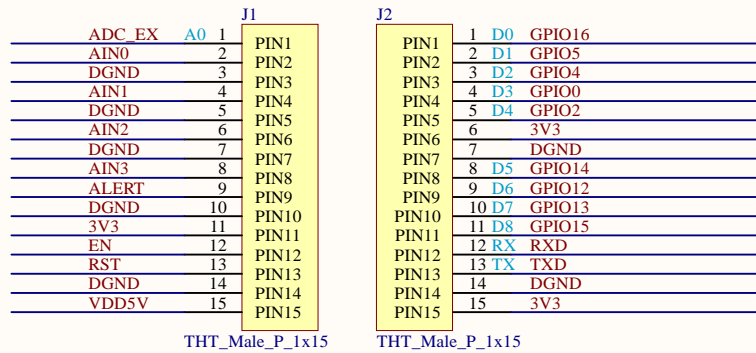 J1 J2
ADC_EX A0 1 PIN1 PIN1 1 D0 GPIO16
AIN0 2 PIN2 PIN2 2 D1 GPIO5
DGND 3 PIN3 PIN3 3 D2 GPIO4
AIN1 4 PIN4 PIN4 4 D3 GPIO0
DGND 5 PIN5 PIN5 5 D4 GPIO2
AIN2 6 PIN6 PIN6 6 3V3
DGND 7 PIN7 PIN7 7 DGND
AIN3 8 PIN8 PIN8 8 D5 GPIO14
ALERT 9 PIN9 PIN9 9 D6 GPIO12
DGND 10 PIN10 PIN10 10 D7 GPIO13
3V3 11 PIN11 PIN11 11 D8 GPIO15
EN 12 PIN12 PIN12 12 RX RXD
RST 13 PIN13 PIN13 13 TX TXD
DGND 14 PIN14 PIN14 14 DGND
VDD5V 15 PIN15 PIN15 15 3V3
THT_Male_P_1x15 THT_Male_P_1x15